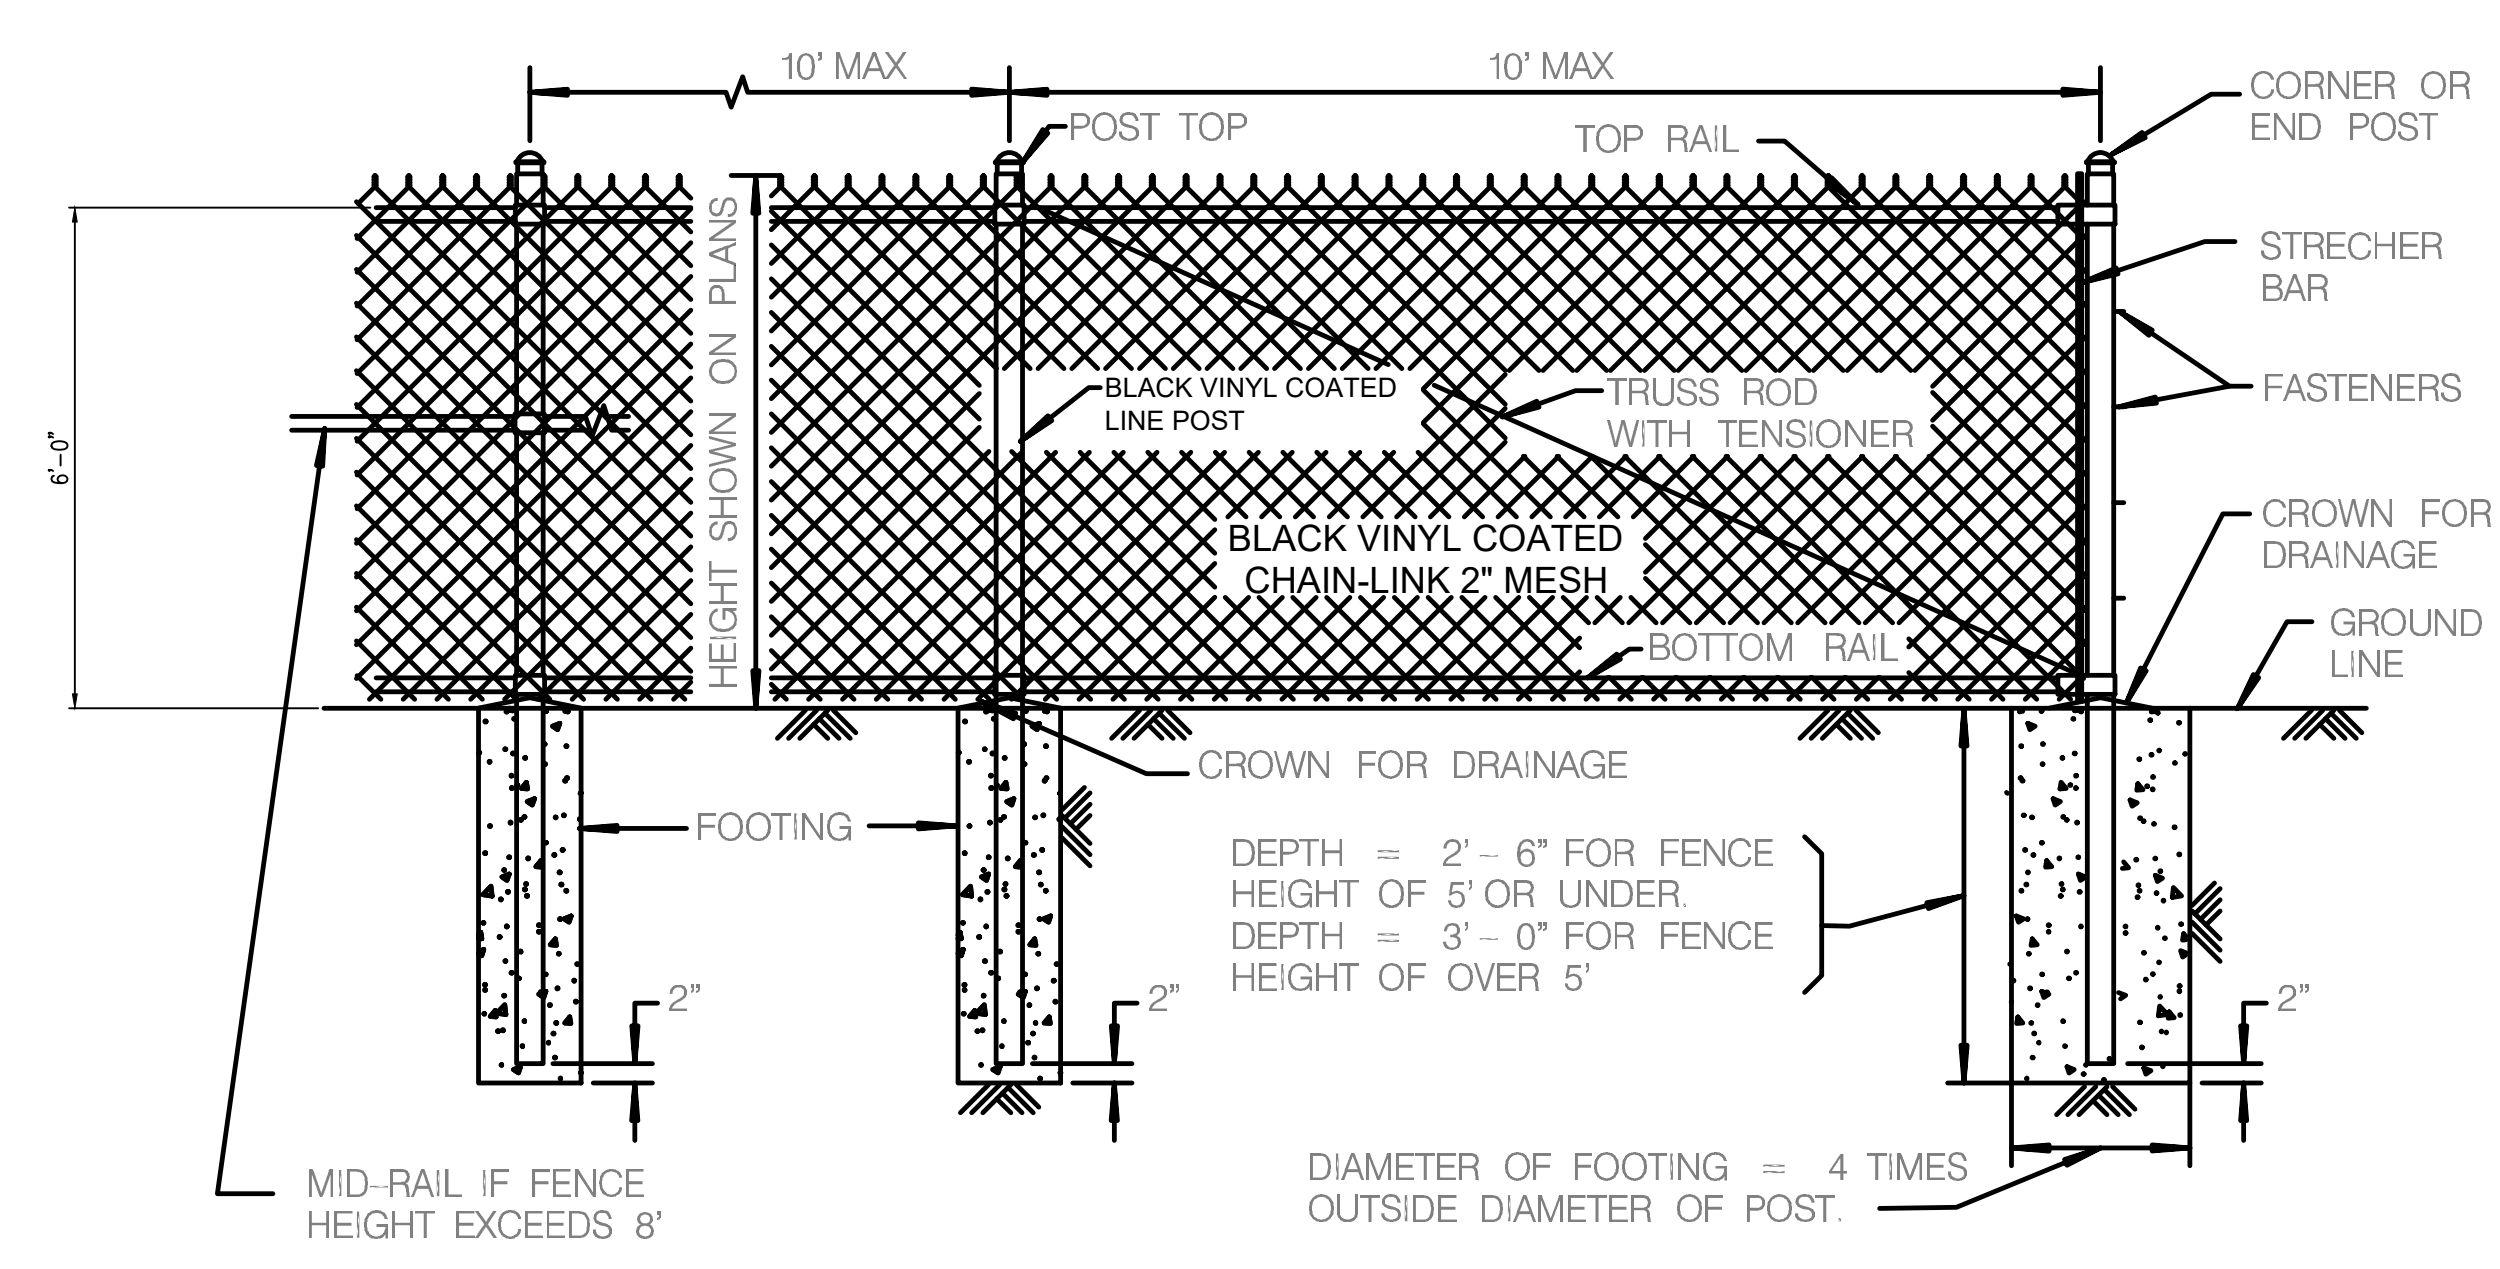 10' MAX
10' MAX
CORNER OR
END POST
POST TOP
TOP RAIL
STRECHER
BAR
HEIGHT SHOWN ON PLANS
6'-0"
BLACK VINYL COATED
LINE POST
TRUSS ROD
WITH TENSIONER
FASTENERS
BLACK VINYL COATED
CHAIN-LINK 2" MESH
CROWN FOR
DRAINAGE
BOTTOM RAIL
GROUND
LINE
CROWN FOR DRAINAGE
FOOTING
DEPTH = 2'-6" FOR FENCE
HEIGHT OF 5' OR UNDER.
DEPTH = 3'-0" FOR FENCE
HEIGHT OF OVER 5'
2"
2"
2"
MID-RAIL IF FENCE
HEIGHT EXCEEDS 8'
DIAMETER OF FOOTING = 4 TIMES
OUTSIDE DIAMETER OF POST.